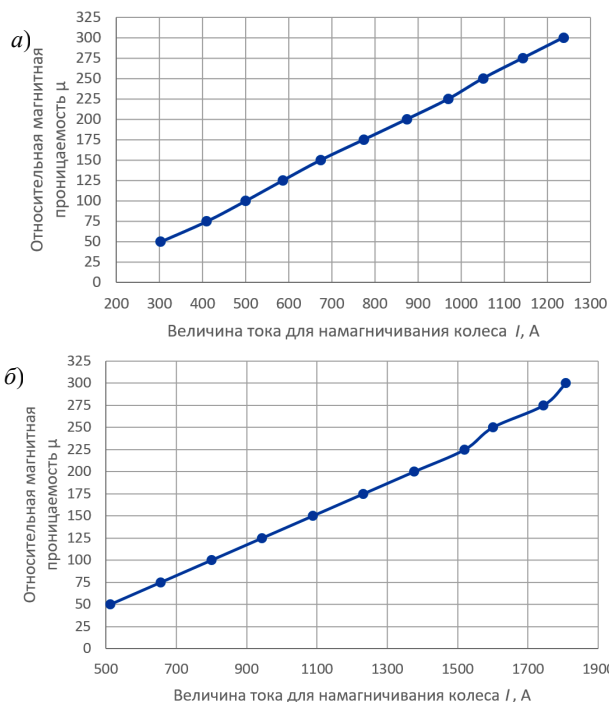 а)
Относительная магнитная
проницаемость μ
325
300
275
250
225
200
175
150
125
100
75
50
25
0
200 300 400 500 600 700 800 900 1000 1100 1200 1300
Величина тока для намагничивания колеса I, А
б)
Относительная магнитная
проницаемость μ
325
300
275
250
225
200
175
150
125
100
75
50
25
0
500 700 900 1100 1300 1500 1700 1900
Величина тока для намагничивания колеса I, А